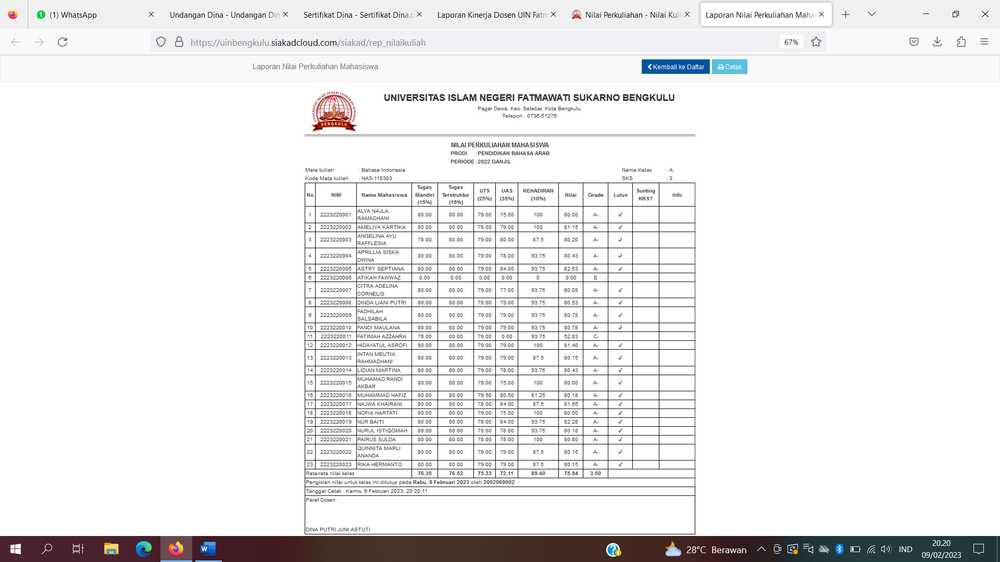 (1) WhatsApp
Undangan Dina - Undangan Din
Sertifikat Dina - Sertifikat Dina.p
Laporan Kinerja Dosen UIN Fatm
Nilai Perkuliahan - Nilai Kuli
Laporan Nilai Perkuliahan Mahas
https://uinbengkulu.siakadcloud.com/siakad/rep_nilaikuliah
67%
Laporan Nilai Perkuliahan Mahasiswa
Kembali ke Daftar
Cetak
UNIVERSITAS ISLAM NEGERI FATMAWATI SUKARNO
BENGKULU
UNIVERSITAS ISLAM NEGERI FATMAWATI SUKARNO BENGKULU
Pagar Dewa, Kec. Selebar, Kota Bengkulu
Telepon : 0736-51276
NILAI PERKULIAHAN MAHASISWA
PRODI : PENDIDIKAN BAHASA ARAB
PERIODE : 2022 GANJIL
Mata kuliah : Bahasa Indonesia Nama Kelas : A
Kode Mata kuliah : NAS-110303 SKS : 3
No NIM Nama Mahasiswa Tugas Mandiri (15%) Tugas Terstruktur (15%) UTS (25%) UAS (35%) KEHADIRAN (10%) Nilai Grade Lulus Sunting KRS? Info
1 2223220001 ALYA NAJLA RAMADHANI 80.00 80.00 79.00 75.00 100 80.00 A- ✓
2 2223220002 AMELIYA KARTIKA 80.00 80.00 78.00 79.00 100 81.15 A- ✓
3 2223220003 ANGELINA AYU RAFFLESIA 78.00 80.00 79.00 80.00 87.5 80.20 A- ✓
4 2223220004 APRILLIA SISKA DWINA 80.00 80.00 79.00 78.00 93.75 80.43 A- ✓
5 2223220005 ASTRY SEPTIANA 80.00 80.00 79.00 84.00 93.75 82.53 A- ✓
6 2223220006 ATIKAH FAWWAZ 0.00 0.00 0.00 0.00 0 0.00 E
7 2223220007 CITRA ADELINA CORNELIS 80.00 80.00 79.00 77.00 93.75 80.08 A- ✓
8 2223220008 DINDA LIANI PUTRI 80.00 80.00 78.00 79.00 93.75 80.53 A- ✓
9 2223220009 FADHILAH SALSABILA 80.00 80.00 79.00 79.00 93.75 80.78 A- ✓
10 2223220010 FANDI MAULANA 80.00 80.00 79.00 79.00 93.75 80.78 A- ✓
11 2223220011 FATIMAH AZZAHRA 78.00 80.00 79.00 0.00 93.75 52.83 C-
12 2223220012 HIDAYATUL ASROFI 80.00 80.00 79.00 79.00 100 81.40 A- ✓
13 2223220013 INTAN MEUTIA RAHMADHANI 80.00 80.00 79.00 79.00 87.5 80.15 A- ✓
14 2223220014 LIDIAN MARTINA 80.00 80.00 79.00 78.00 93.75 80.43 A- ✓
15 2223220015 MUHAMAD RANDI AKBAR 80.00 80.00 79.00 75.00 100 80.00 A- ✓
16 2223220016 MUHAMMAD HAFIZ 80.00 80.00 79.50 80.50 81.25 80.18 A- ✓
17 2223220017 NAJWA KHAIRANI 80.00 80.00 78.00 84.00 87.5 81.65 A- ✓
18 2223220018 NOFIA HARTATI 80.00 80.00 79.00 75.00 100 80.00 A- ✓
19 2223220019 NUR BAITI 80.00 80.00 78.00 84.00 93.75 82.28 A- ✓
20 2223220020 NURUL ISTIQOMAH 80.00 80.00 78.00 78.00 93.75 80.18 A- ✓
21 2223220021 PAIRUS SULDA 80.00 80.00 78.00 78.00 100 80.80 A- ✓
22 2223220022 QUINNITA MARLI ANANDA 80.00 80.00 79.00 79.00 87.5 80.15 A- ✓
23 2223220023 RIKA HERMANTO 80.00 80.00 79.00 79.00 87.5 80.15 A- ✓
Rata-rata nilai kelas 76.35 76.52 75.33 72.11 89.40 75.94 3.50
Pengisian nilai untuk kelas ini ditutup pada Rabu, 8 Februari 2023 oleh 2002069002
Tanggal Cetak : Kamis, 9 Februari 2023, 20:20:11
Paraf Dosen :
DINA PUTRI JUNI ASTUTI
28°C Berawan
IND
20.20
09/02/2023